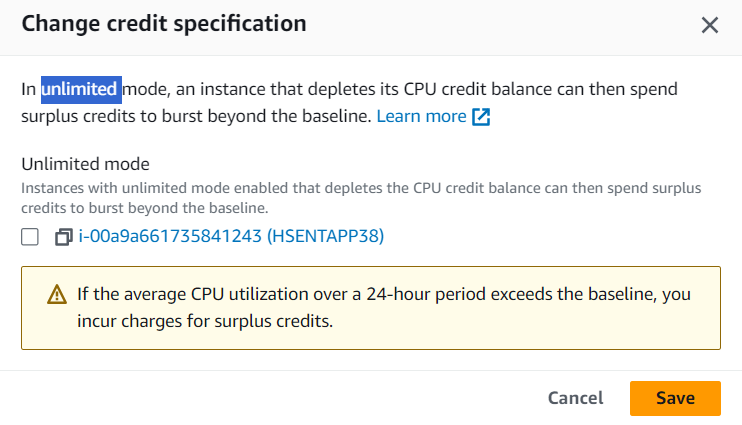 Change credit specification
In unlimited mode, an instance that depletes its CPU credit balance can then spend
surplus credits to burst beyond the baseline. Learn more
Unlimited mode
Instances with unlimited mode enabled that depletes the CPU credit balance can then spend surplus
credits to burst beyond the baseline.
i-00a9a661735841243 (HSENTAPP38)
If the average CPU utilization over a 24-hour period exceeds the baseline, you
incur charges for surplus credits.
Cancel Save